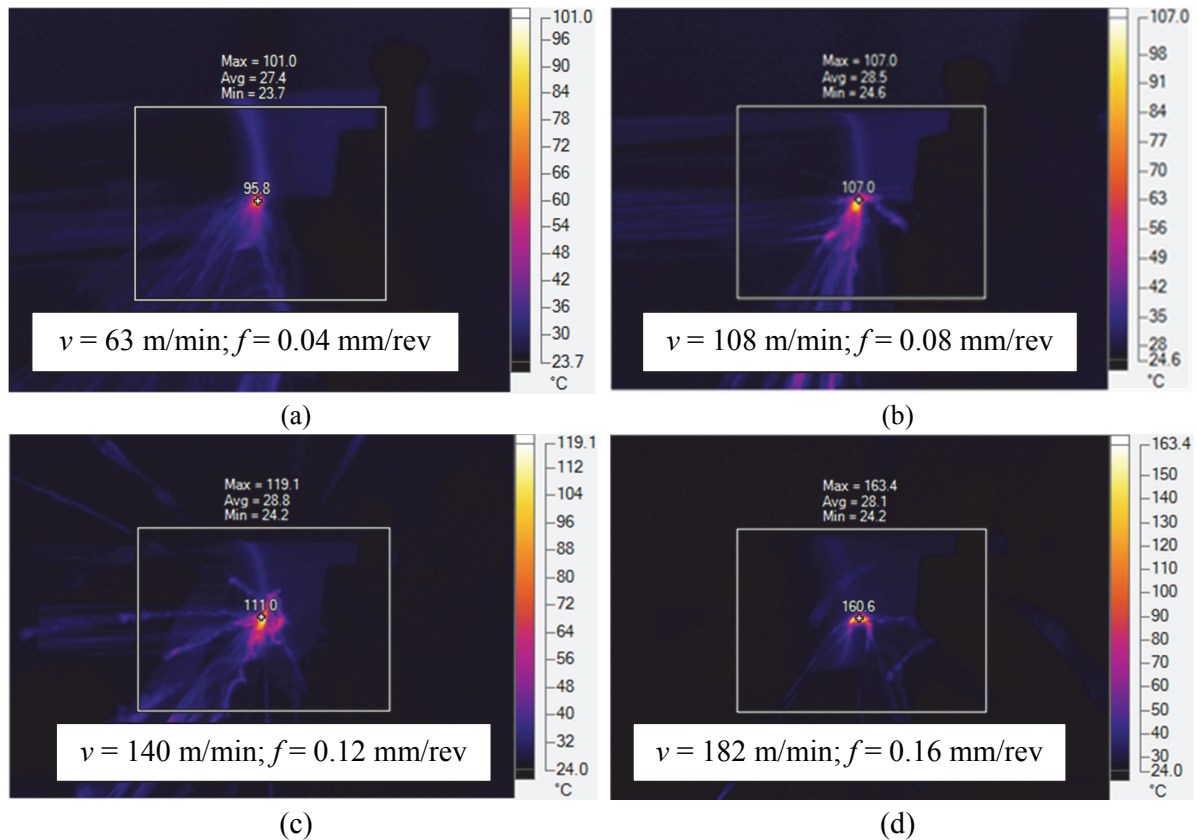 Max = 101.0
Avg = 27.4
Min = 23.7
95.8
v = 63 m/min; f = 0.04 mm/rev
101.0
96
90
84
78
72
66
60
54
48
42
36
30
23.7
°C
(a)
Max = 107.0
Avg = 28.5
Min = 24.6
107.0
v = 108 m/min; f = 0.08 mm/rev
107.0
98
91
84
77
70
63
56
49
42
35
28
24.6
°C
(b)
Max = 119.1
Avg = 28.8
Min = 24.2
111.0
v = 140 m/min; f = 0.12 mm/rev
119.1
112
104
96
88
80
72
64
56
48
40
32
24.0
°C
(c)
Max = 163.4
Avg = 28.1
Min = 24.2
160.6
v = 182 m/min; f = 0.16 mm/rev
163.4
150
140
130
120
110
100
90
80
70
60
50
40
30
24.0
°C
(d)